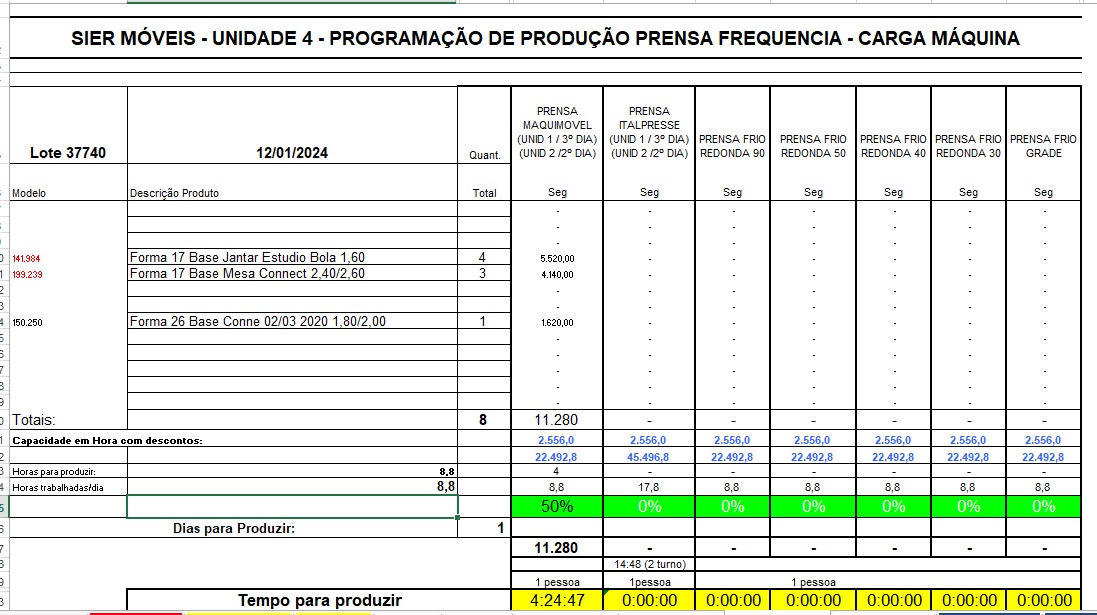 SIER MÓVEIS - UNIDADE 4 - PROGRAMAÇÃO DE PRODUÇÃO PRENSA FREQUENCIA - CARGA MÁQUINA
Lote 37740 12/01/2024 Quant. PRENSA MAQUIMOVEL (UNID 1 / 3º DIA) (UNID 2 /2º DIA) PRENSA ITALPRESSE (UNID 1 / 3º DIA) (UNID 2 /2º DIA) PRENSA FRIO REDONDA 90 PRENSA FRIO REDONDA 50 PRENSA FRIO REDONDA 40 PRENSA FRIO REDONDA 30 PRENSA FRIO GRADE
Modelo Descrição Produto Total Seg Seg Seg Seg Seg Seg Seg
- - - - - - -
- - - - - - -
- - - - - - -
141.984 Forma 17 Base Jantar Estudio Bola 1,60 4 5.520,00 - - - - - -
199.239 Forma 17 Base Mesa Connect 2,40/2,60 3 4.140,00 - - - - - -
- - - - - - -
- - - - - - -
150.250 Forma 26 Base Conne 02/03 2020 1,80/2,00 1 1.620,00 - - - - - -
- - - - - - -
- - - - - - -
- - - - - - -
- - - - - - -
- - - - - - -
Totais: 8 11.280 - - - - - -
Capacidade em Hora com descontos: 2.556,0 2.556,0 2.556,0 2.556,0 2.556,0 2.556,0 2.556,0
22.492,8 45.496,8 22.492,8 22.492,8 22.492,8 22.492,8 22.492,8
Horas para produzir: 8,8 4 - - - - - -
Horas trabalhadas/dia 8,8 8,8 17,8 8,8 8,8 8,8 8,8 8,8
50% 0% 0% 0% 0% 0% 0%
Dias para Produzir: 1
11.280 - - - - - -
14:48 (2 turno)
1 pessoa 1pessoa 1 pessoa
Tempo para produzir 4:24:47 0:00:00 0:00:00 0:00:00 0:00:00 0:00:00 0:00:00